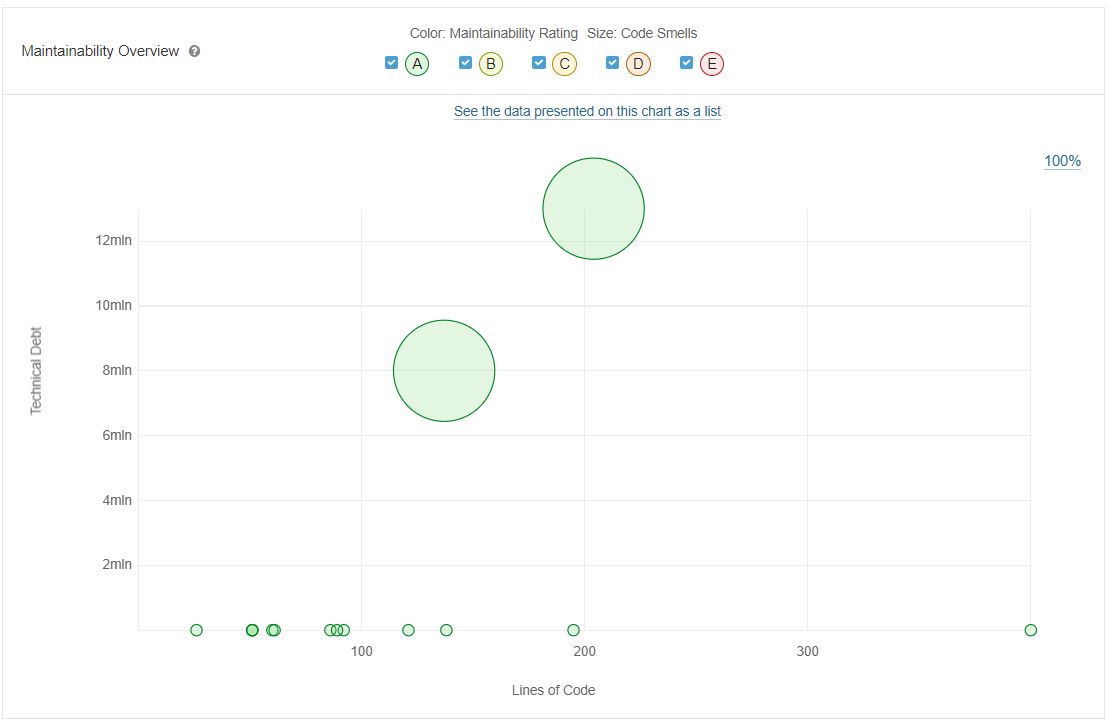 Color: Maintainability Rating Size: Code Smells
Maintainability Overview ?
A B C D E
See the data presented on this chart as a list
100%
12mln
10mln
8mln
6mln
4mln
2mln
Technical Debt
100 200 300
Lines of Code